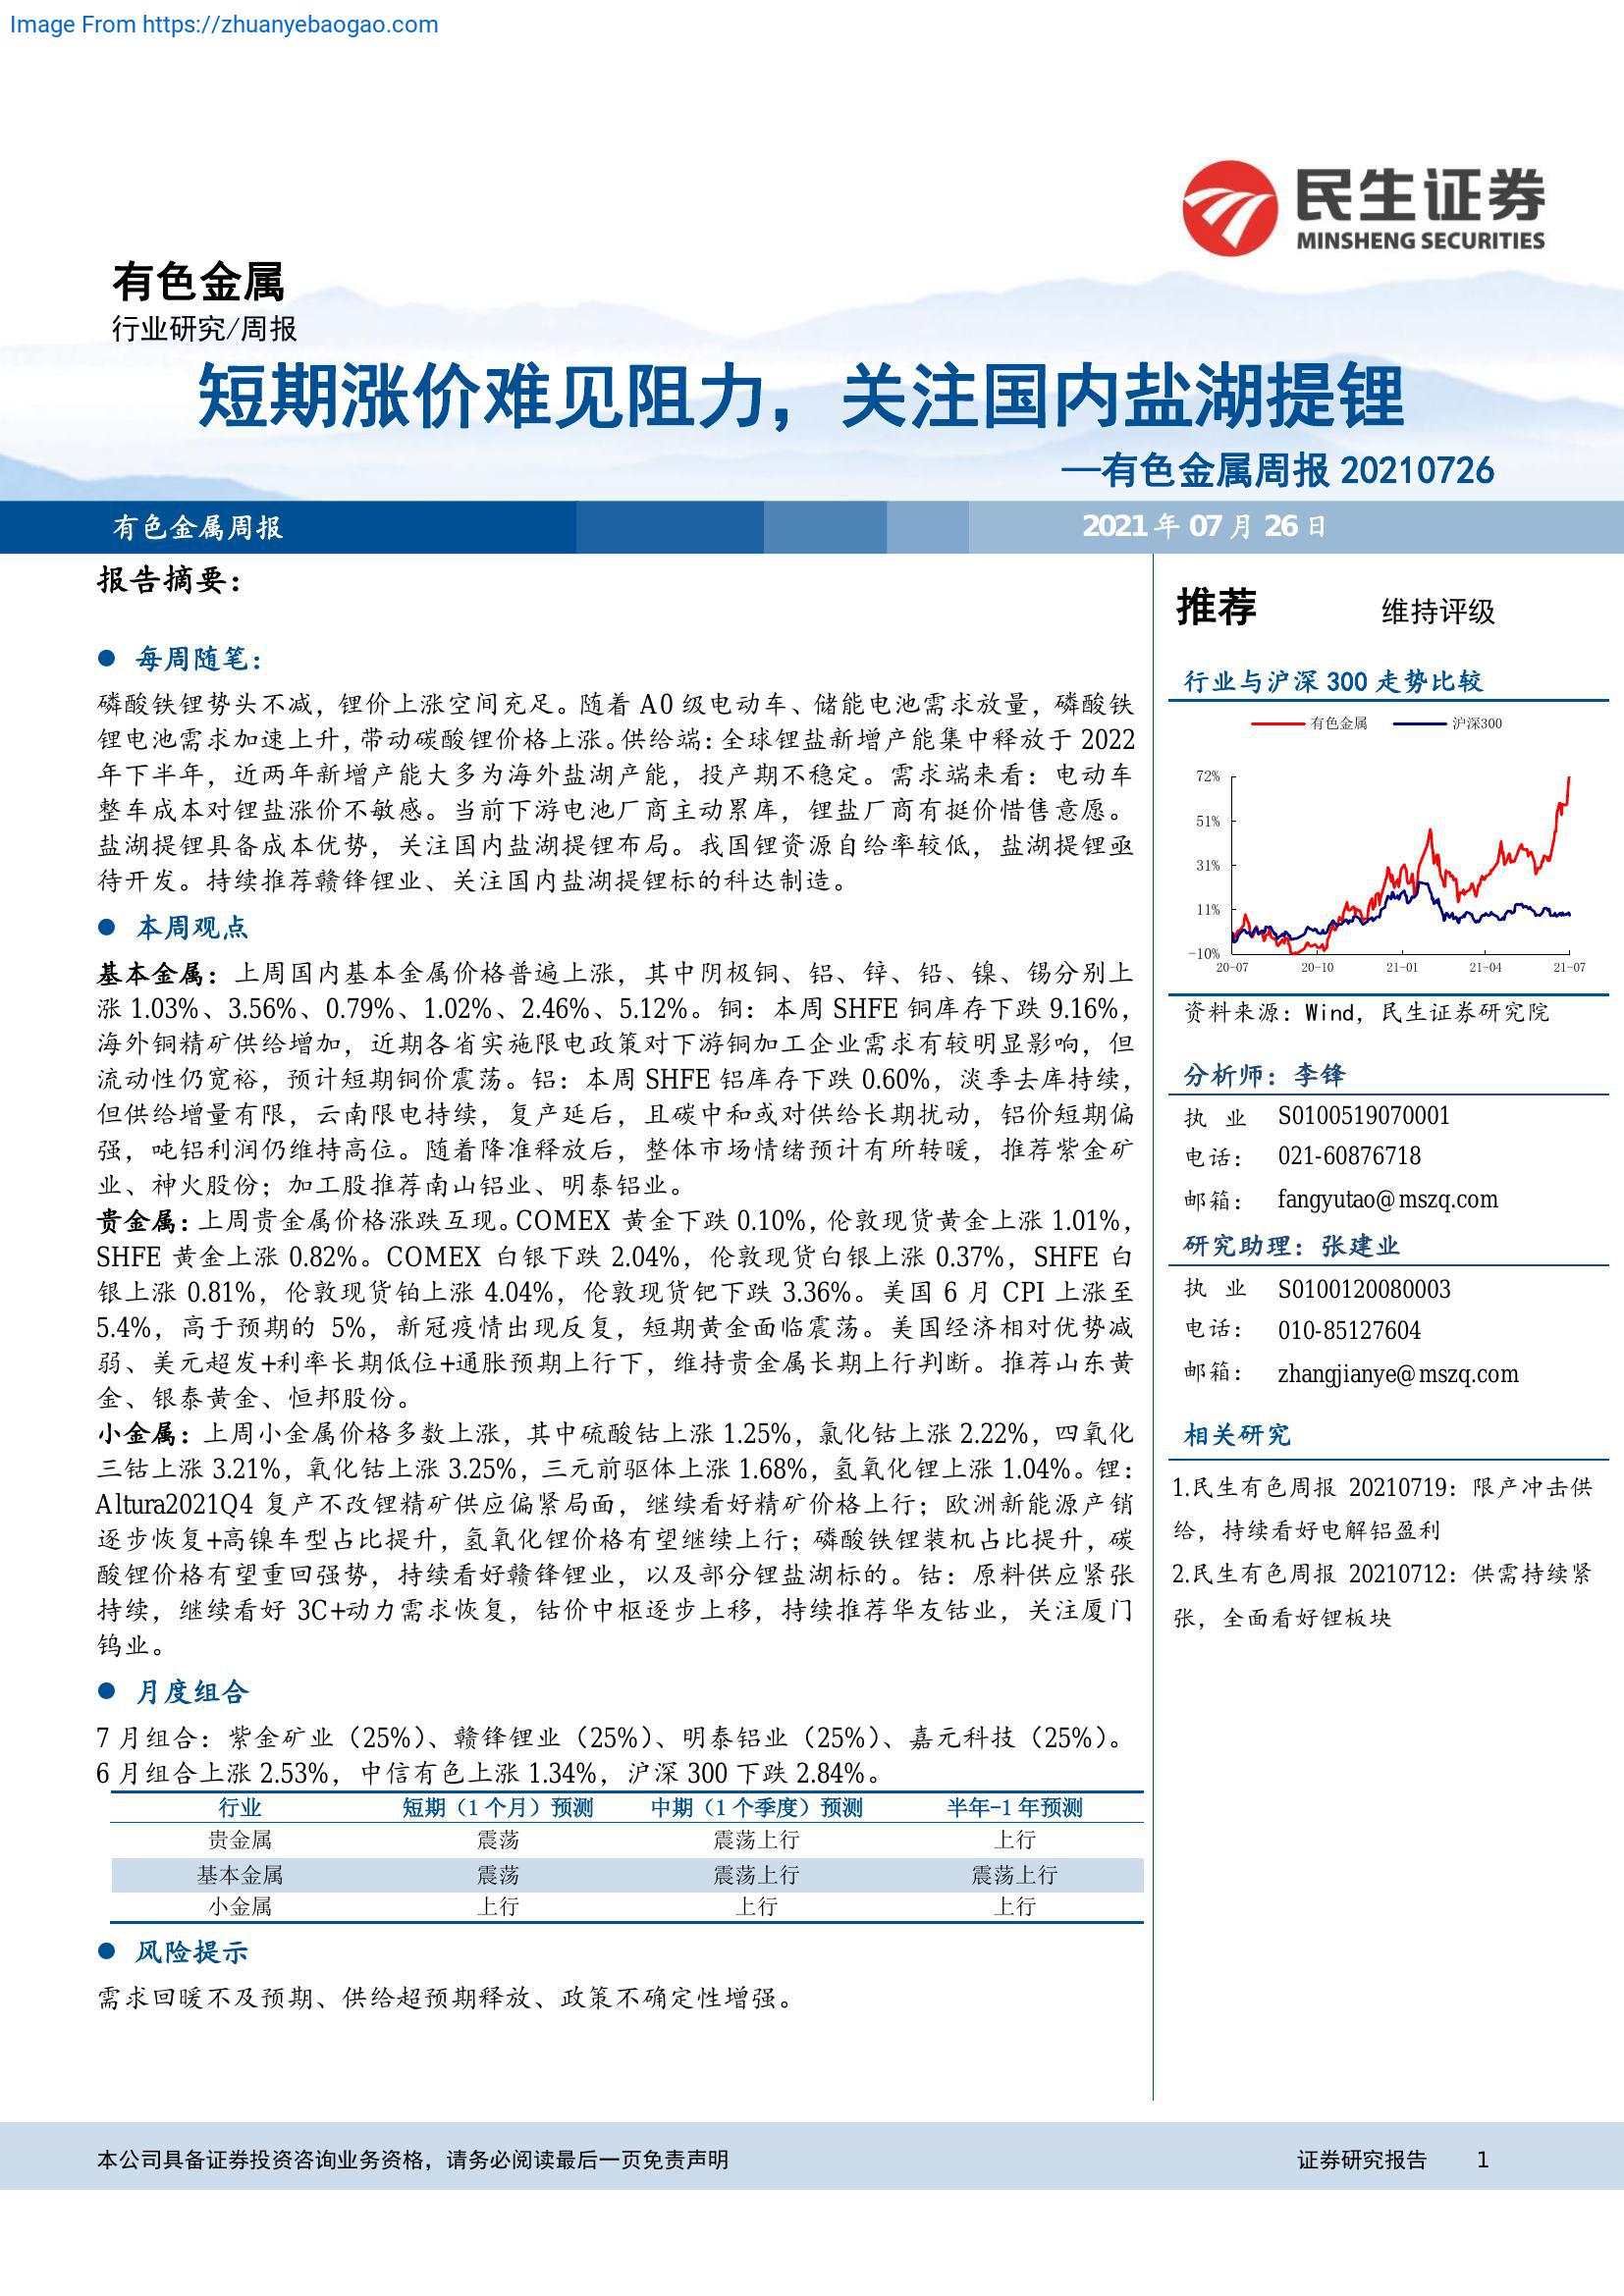 Image From https://zhuanyebaogao.com
民生证券
MINSHENG SECURITIES
有色金属
行业研究/周报
短期涨价难见阻力，关注国内盐湖提锂
—有色金属周报 20210726
有色金属周报
2021 年 07 月 26 日
报告摘要：
● 每周随笔：
磷酸铁锂势头不减，锂价上涨空间充足。随着 A0 级电动车、储能电池需求放量，磷酸铁
锂电池需求加速上升，带动碳酸锂价格上涨。供给端：全球锂盐新增产能集中释放于 2022
年下半年，近两年新增产能大多为海外盐湖产能，投产期不稳定。需求端来看：电动车
整车成本对锂盐涨价不敏感。当前下游电池厂商主动累库，锂盐厂商有挺价惜售意愿。
盐湖提锂具备成本优势，关注国内盐湖提锂布局。我国锂资源自给率较低，盐湖提锂亟
待开发。持续推荐赣锋锂业、关注国内盐湖提锂标的科达制造。
● 本周观点
基本金属：上周国内基本金属价格普遍上涨，其中阴极铜、铝、锌、铅、镍、锡分别上
涨 1.03%、3.56%、0.79%、1.02%、2.46%、5.12%。铜：本周 SHFE 铜库存下跌 9.16%，
海外铜精矿供给增加，近期各省实施限电政策对下游铜加工企业需求有较明显影响，但
流动性仍宽裕，预计短期铜价震荡。铝：本周 SHFE 铝库存下跌 0.60%，淡季去库持续，
但供给增量有限，云南限电持续，复产延后，且碳中和或对供给长期扰动，铝价短期偏
强，吨铝利润仍维持高位。随着降准释放后，整体市场情绪预计有所转暖，推荐紫金矿
业、神火股份；加工股推荐南山铝业、明泰铝业。
贵金属：上周贵金属价格涨跌互现。COMEX 黄金下跌 0.10%，伦敦现货黄金上涨 1.01%，
SHFE 黄金上涨 0.82%。COMEX 白银下跌 2.04%，伦敦现货白银上涨 0.37%，SHFE 白
银上涨 0.81%，伦敦现货铂上涨 4.04%，伦敦现货钯下跌 3.36%。美国 6 月 CPI 上涨至
5.4%，高于预期的 5%，新冠疫情出现反复，短期黄金面临震荡。美国经济相对优势减
弱、美元超发+利率长期低位+通胀预期上行下，维持贵金属长期上行判断。推荐山东黄
金、银泰黄金、恒邦股份。
小金属：上周小金属价格多数上涨，其中硫酸钴上涨 1.25%，氯化钴上涨 2.22%，四氧化
三钴上涨 3.21%，氧化钴上涨 3.25%，三元前驱体上涨 1.68%，氢氧化锂上涨 1.04%。锂：
Altura2021Q4 复产不改锂精矿供应偏紧局面，继续看好精矿价格上行；欧洲新能源产销
逐步恢复+高镍车型占比提升，氢氧化锂价格有望继续上行；磷酸铁锂装机占比提升，碳
酸锂价格有望重回强势，持续看好赣锋锂业，以及部分锂盐湖标的。钴：原料供应紧张
持续，继续看好 3C+动力需求恢复，钴价中枢逐步上移，持续推荐华友钴业，关注厦门
钨业。
● 月度组合
7 月组合：紫金矿业（25%）、赣锋锂业（25%）、明泰铝业（25%）、嘉元科技（25%）。
6 月组合上涨 2.53%，中信有色上涨 1.34%，沪深 300 下跌 2.84%。
行业 短期（1 个月）预测 中期（1 个季度）预测 半年-1 年预测
贵金属 震荡 震荡上行 上行
基本金属 震荡 震荡上行 震荡上行
小金属 上行 上行 上行
● 风险提示
需求回暖不及预期、供给超预期释放、政策不确定性增强。
推荐 维持评级
行业与沪深 300 走势比较
有色金属 沪深300
72%
51%
31%
11%
-10%
20-07 20-10 21-01 21-04 21-07
资料来源：Wind，民生证券研究院
分析师：李锋
执 业 S0100519070001
电话： 021-60876718
邮箱： fangyutao@mszq.com
研究助理：张建业
执 业 S0100120080003
电话： 010-85127604
邮箱： zhangjianye@mszq.com
相关研究
1.民生有色周报 20210719：限产冲击供
给，持续看好电解铝盈利
2.民生有色周报 20210712：供需持续紧
张，全面看好锂板块
本公司具备证券投资咨询业务资格，请务必阅读最后一页免责声明
证券研究报告 1